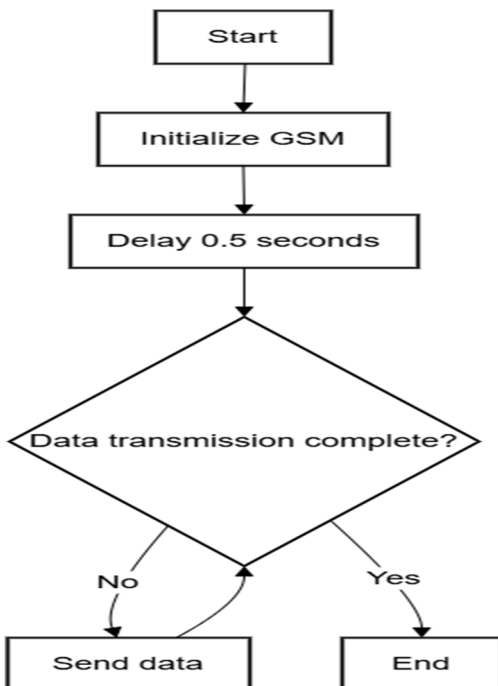 Start
Initialize GSM
Delay 0.5 seconds
Data transmission complete?
No
Yes
Send data
End